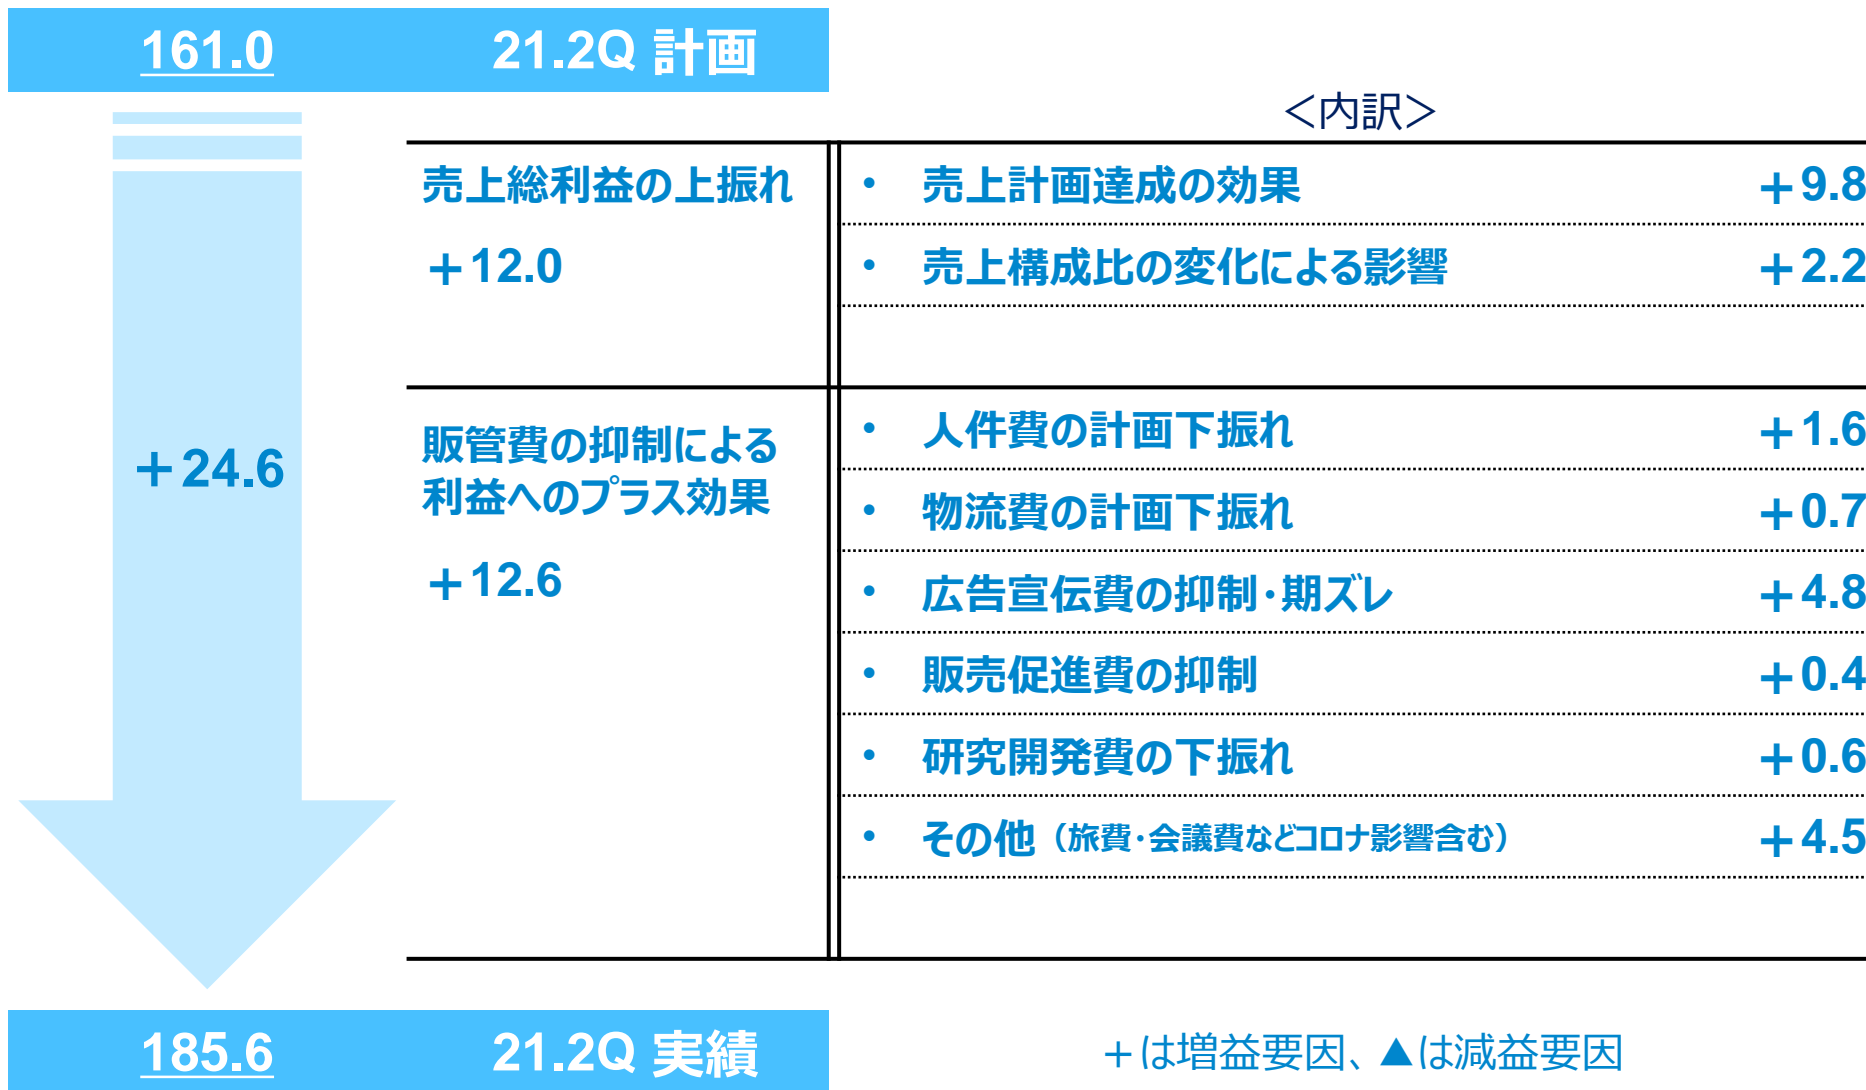 161.0 21.2Q 計画
＜内訳＞
売上総利益の上振れ
＋12.0
• 売上計画達成の効果 ＋9.8
• 売上構成比の変化による影響 ＋2.2
＋24.6
販管費の抑制による
利益へのプラス効果
＋12.6
• 人件費の計画下振れ ＋1.6
• 物流費の計画下振れ ＋0.7
• 広告宣伝費の抑制・期ズレ ＋4.8
• 販売促進費の抑制 ＋0.4
• 研究開発費の下振れ ＋0.6
• その他（旅費・会議費などコロナ影響含む） ＋4.5
185.6 21.2Q 実績
＋は増益要因、▲は減益要因